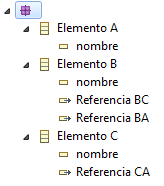 Elemento A
nombre
Elemento B
nombre
Referencia BC
Referencia BA
Elemento C
nombre
Referencia CA